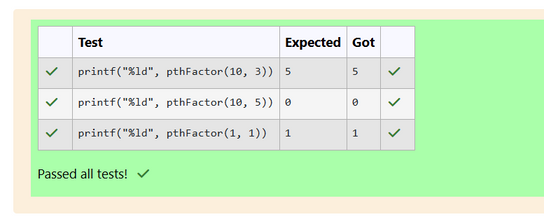 Test Expected Got
printf("%ld", pthFactor(10, 3)) 5 5
printf("%ld", pthFactor(10, 5)) 0 0
printf("%ld", pthFactor(1, 1)) 1 1
Passed all tests!